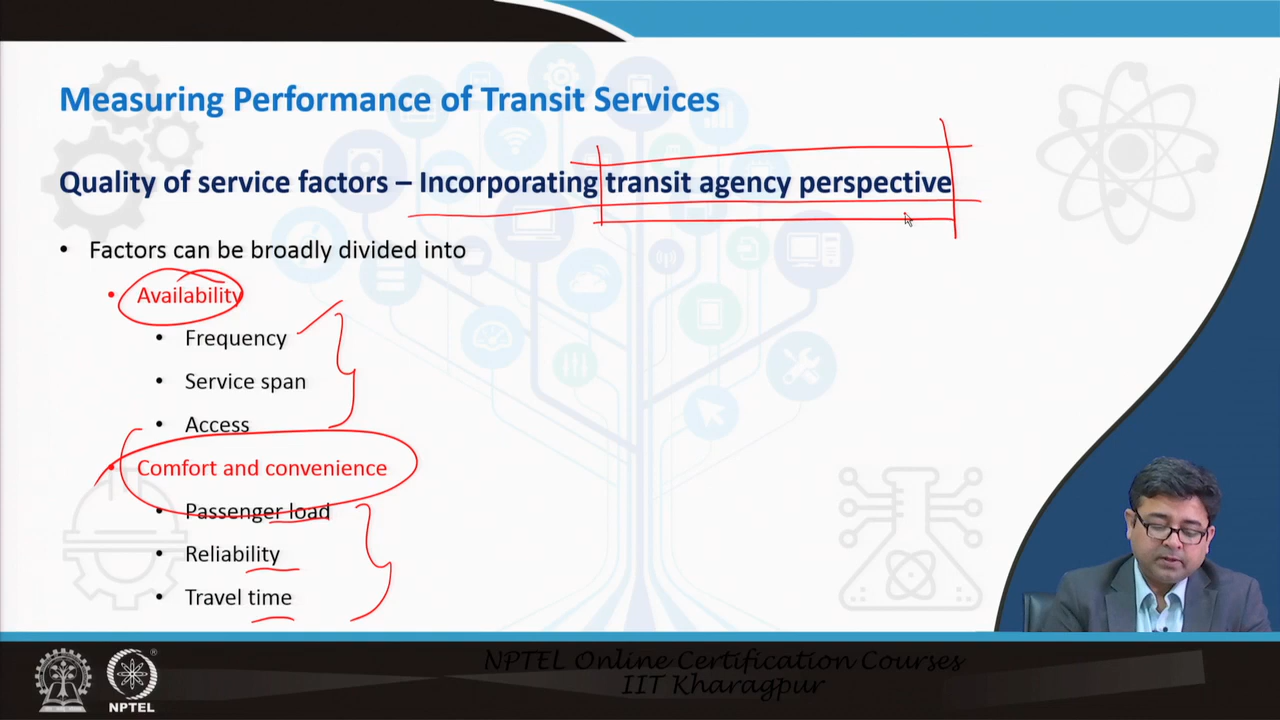 Measuring Performance of Transit Services
Quality of service factors – Incorporating transit agency perspective
• Factors can be broadly divided into
• Availability
• Frequency
• Service span
• Access
• Comfort and convenience
• Passenger load
• Reliability
• Travel time
NPTEL Online Certification Courses
IIT Kharagpur
NPTEL